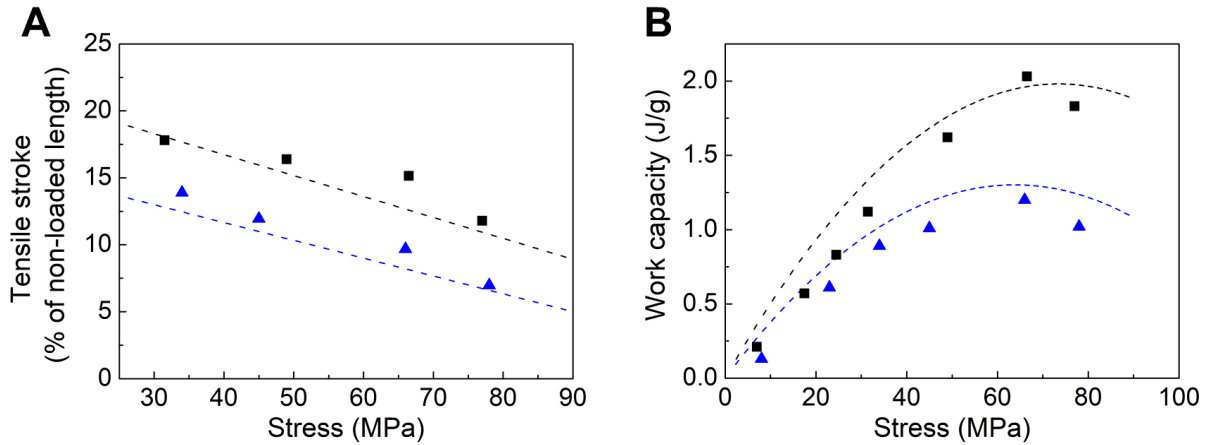 A
25
20
15
10
5
0
Tensile stroke
(% of non-loaded length)
30 40 50 60 70 80 90
Stress (MPa)
B
2.0
1.5
1.0
0.5
0.0
Work capacity (J/g)
0 20 40 60 80 100
Stress (MPa)